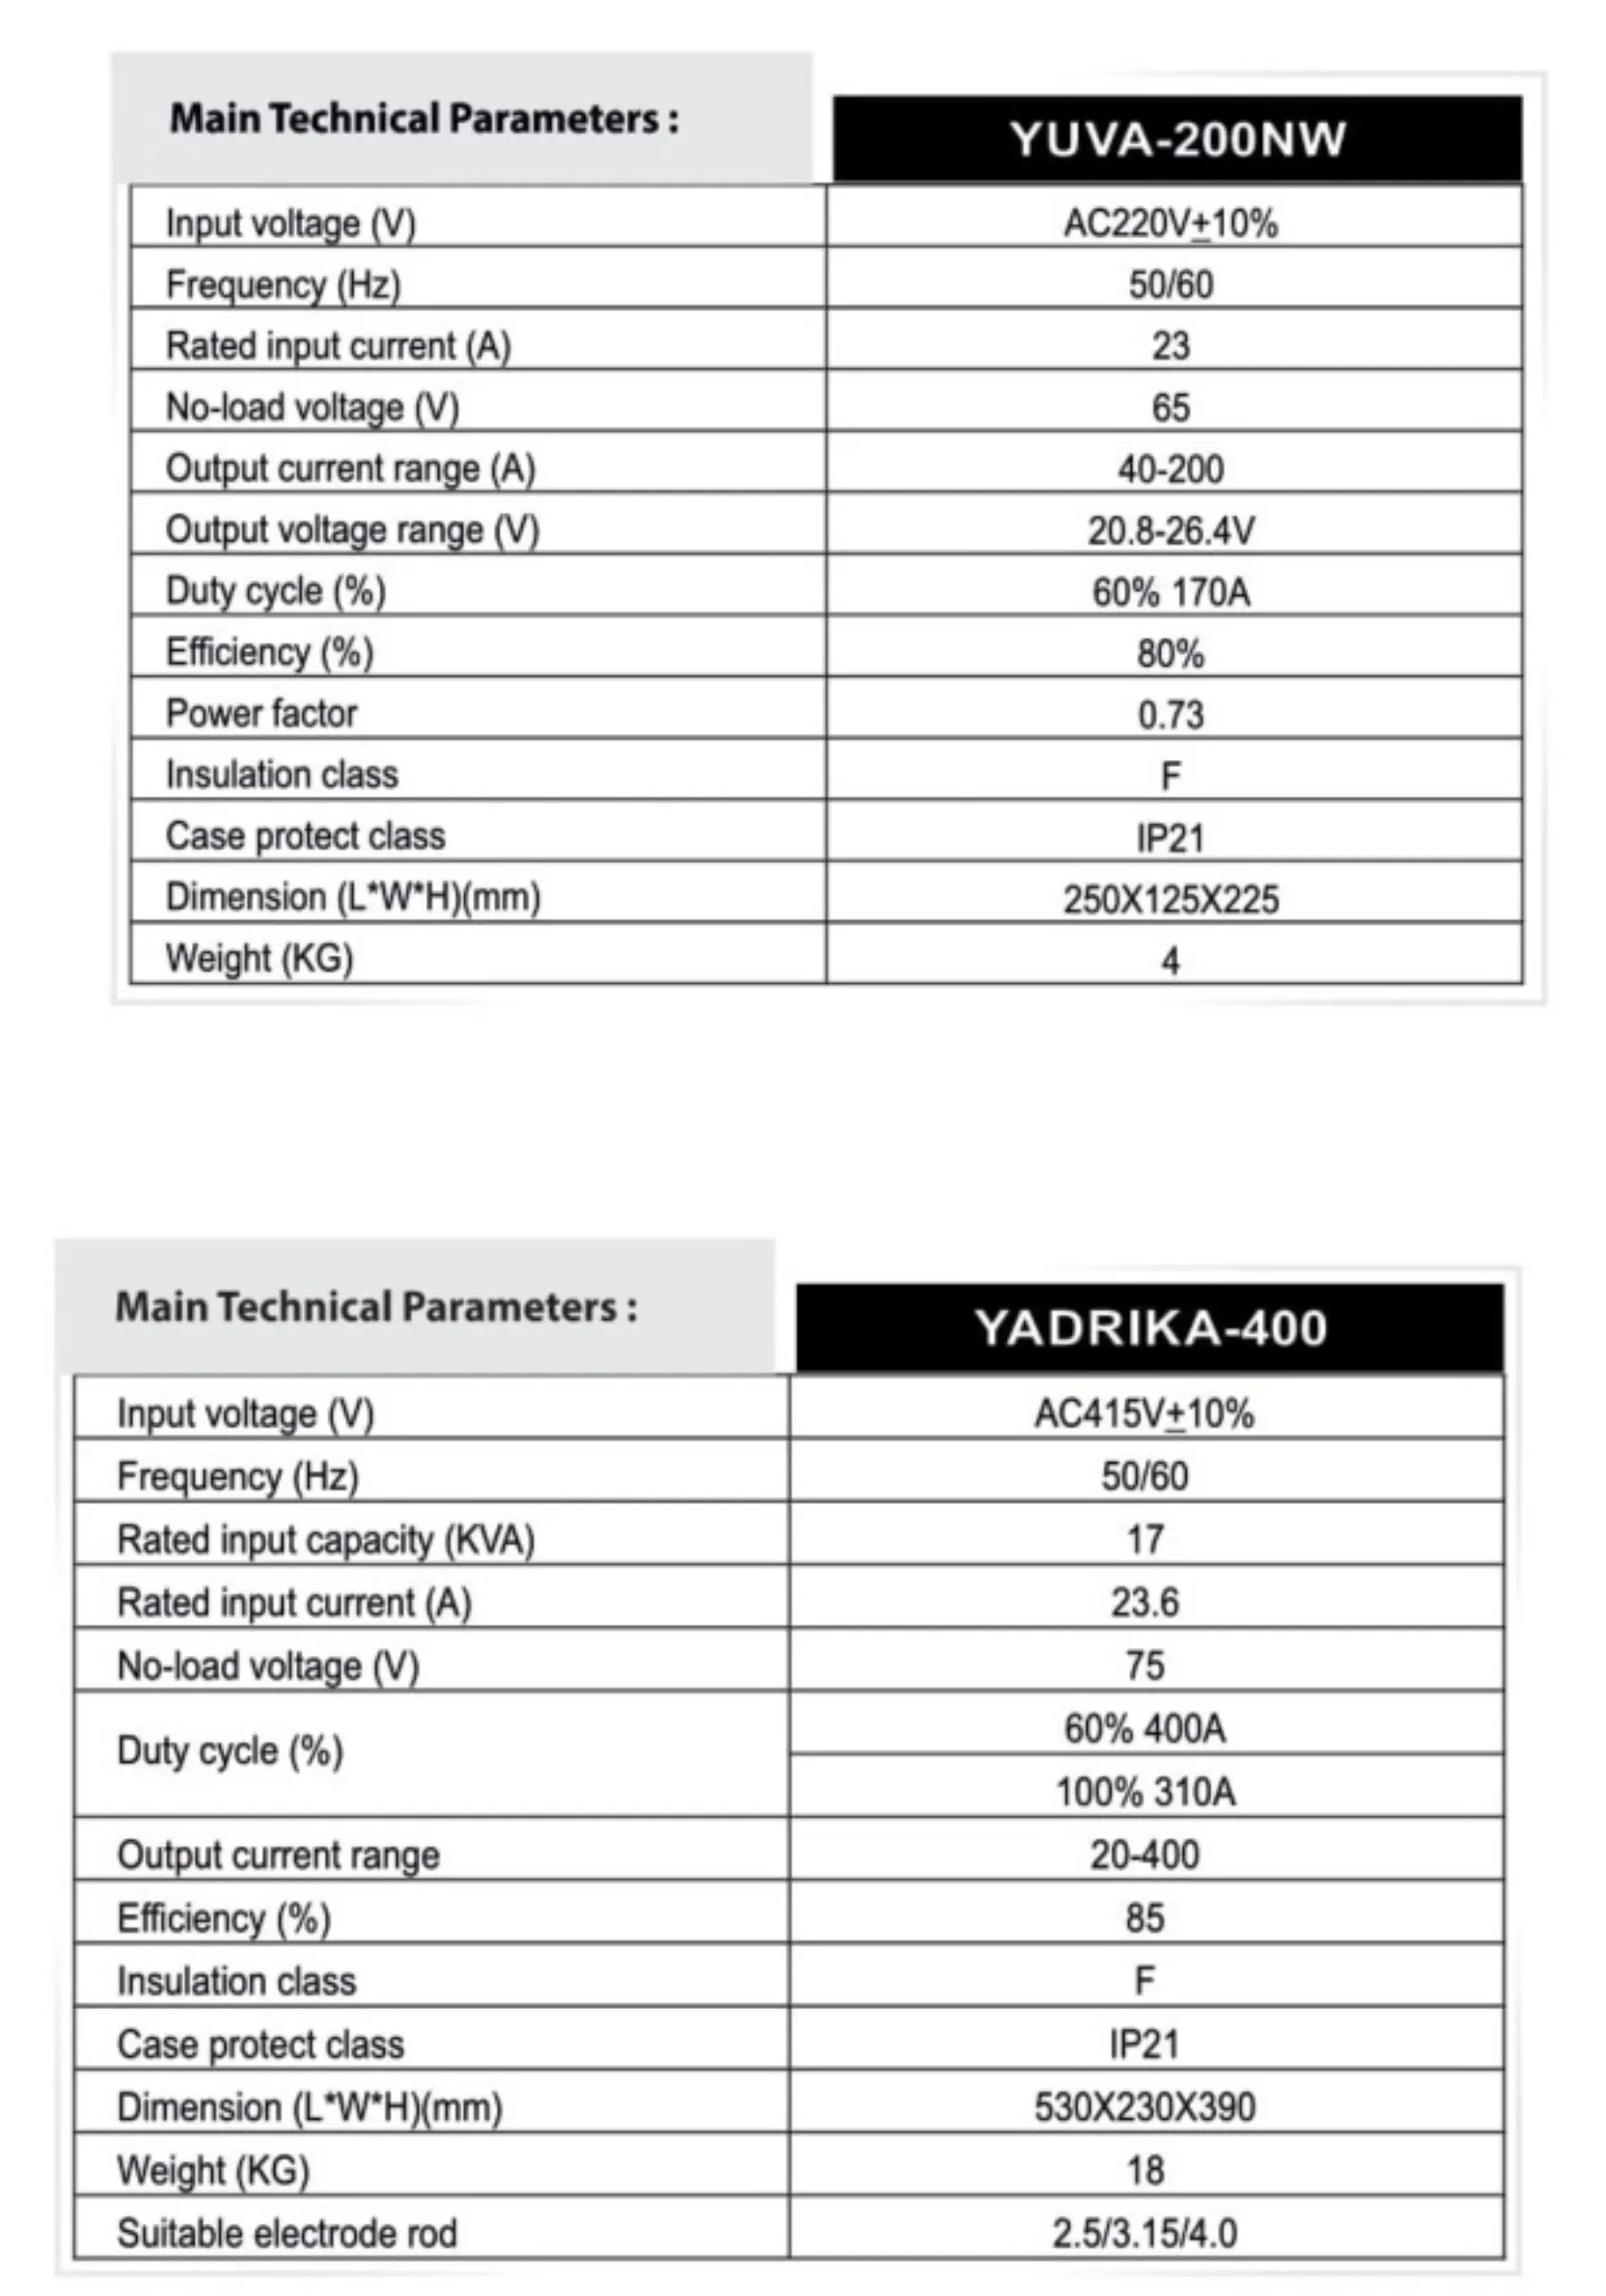 Main Technical Parameters :
YUVA-200NW
Input voltage (V) AC220V±10%
Frequency (Hz) 50/60
Rated input current (A) 23
No-load voltage (V) 65
Output current range (A) 40-200
Output voltage range (V) 20.8-26.4V
Duty cycle (%) 60% 170A
Efficiency (%) 80%
Power factor 0.73
Insulation class F
Case protect class IP21
Dimension (L*W*H)(mm) 250X125X225
Weight (KG) 4
Main Technical Parameters :
YADRIKA-400
Input voltage (V) AC415V±10%
Frequency (Hz) 50/60
Rated input capacity (KVA) 17
Rated input current (A) 23.6
No-load voltage (V) 75
Duty cycle (%) 60% 400A
100% 310A
Output current range 20-400
Efficiency (%) 85
Insulation class F
Case protect class IP21
Dimension (L*W*H)(mm) 530X230X390
Weight (KG) 18
Suitable electrode rod 2.5/3.15/4.0